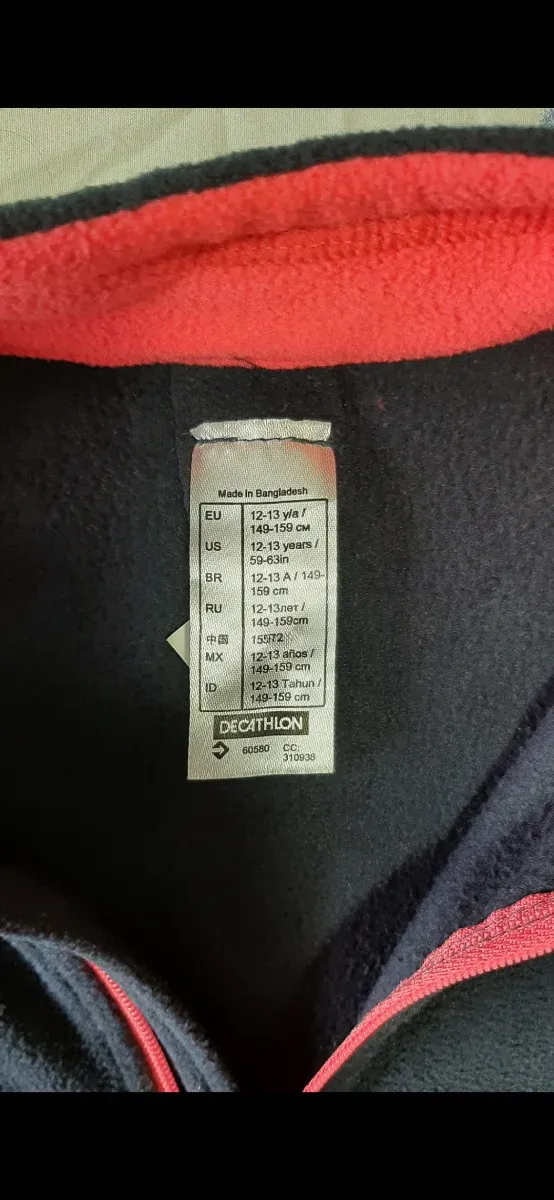 Made in Bangladesh
EU 12-13 y/a /
149-159 см
US 12-13 years /
59-63in
BR 12-13 A / 149-
159 cm
RU 12-13лет /
149-159cm
中国 155/72
MX 12-13 años /
149-159 cm
ID 12-13 Tahun /
149-159 cm
DECATHLON
60580 CC:
310938